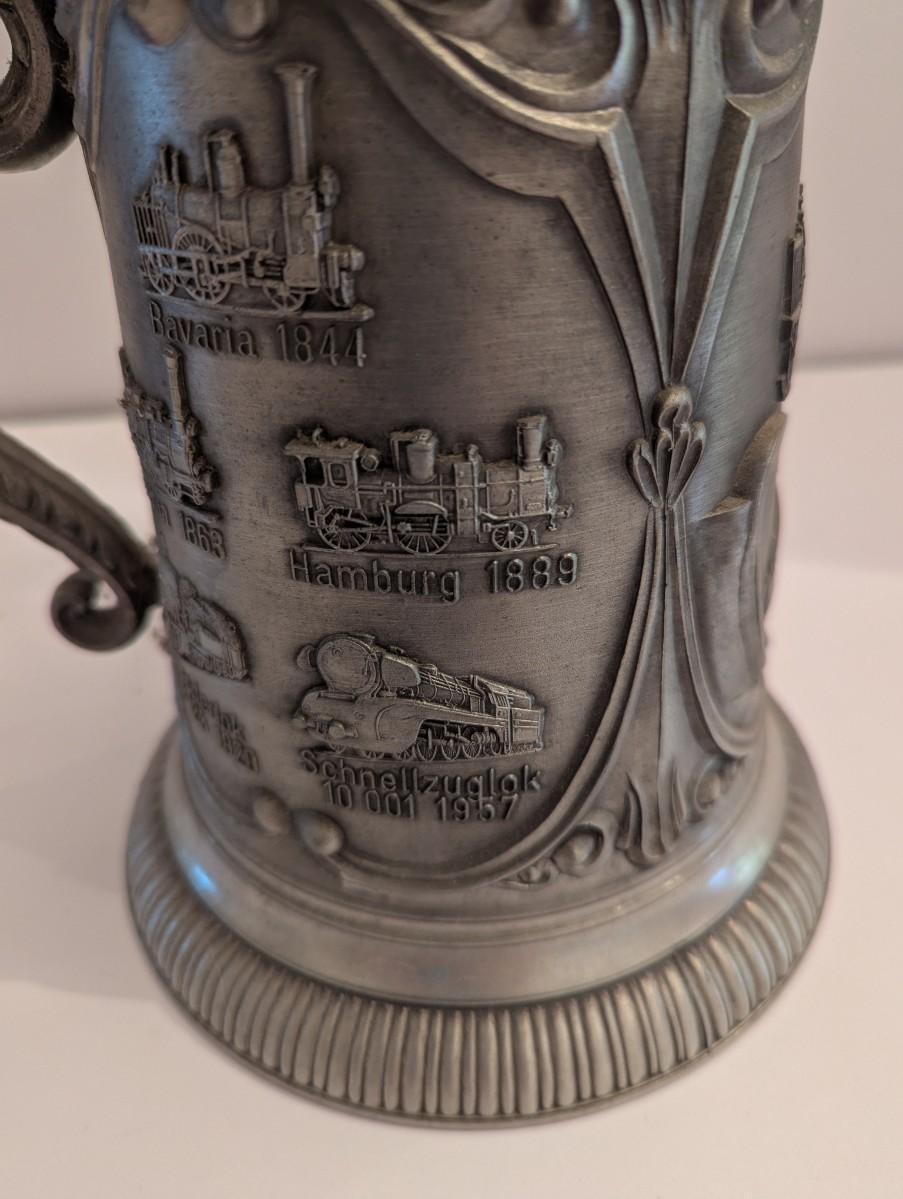 Bavaria 1844
1863
Hamburg 1889
Schnellzuglok
10 001 1957